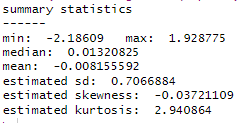 summary statistics
------
min:  -2.18609   max:  1.928775
median:  0.01320825
mean:  -0.008155592
estimated sd:  0.7066884
estimated skewness:  -0.03721109
estimated kurtosis:  2.940864